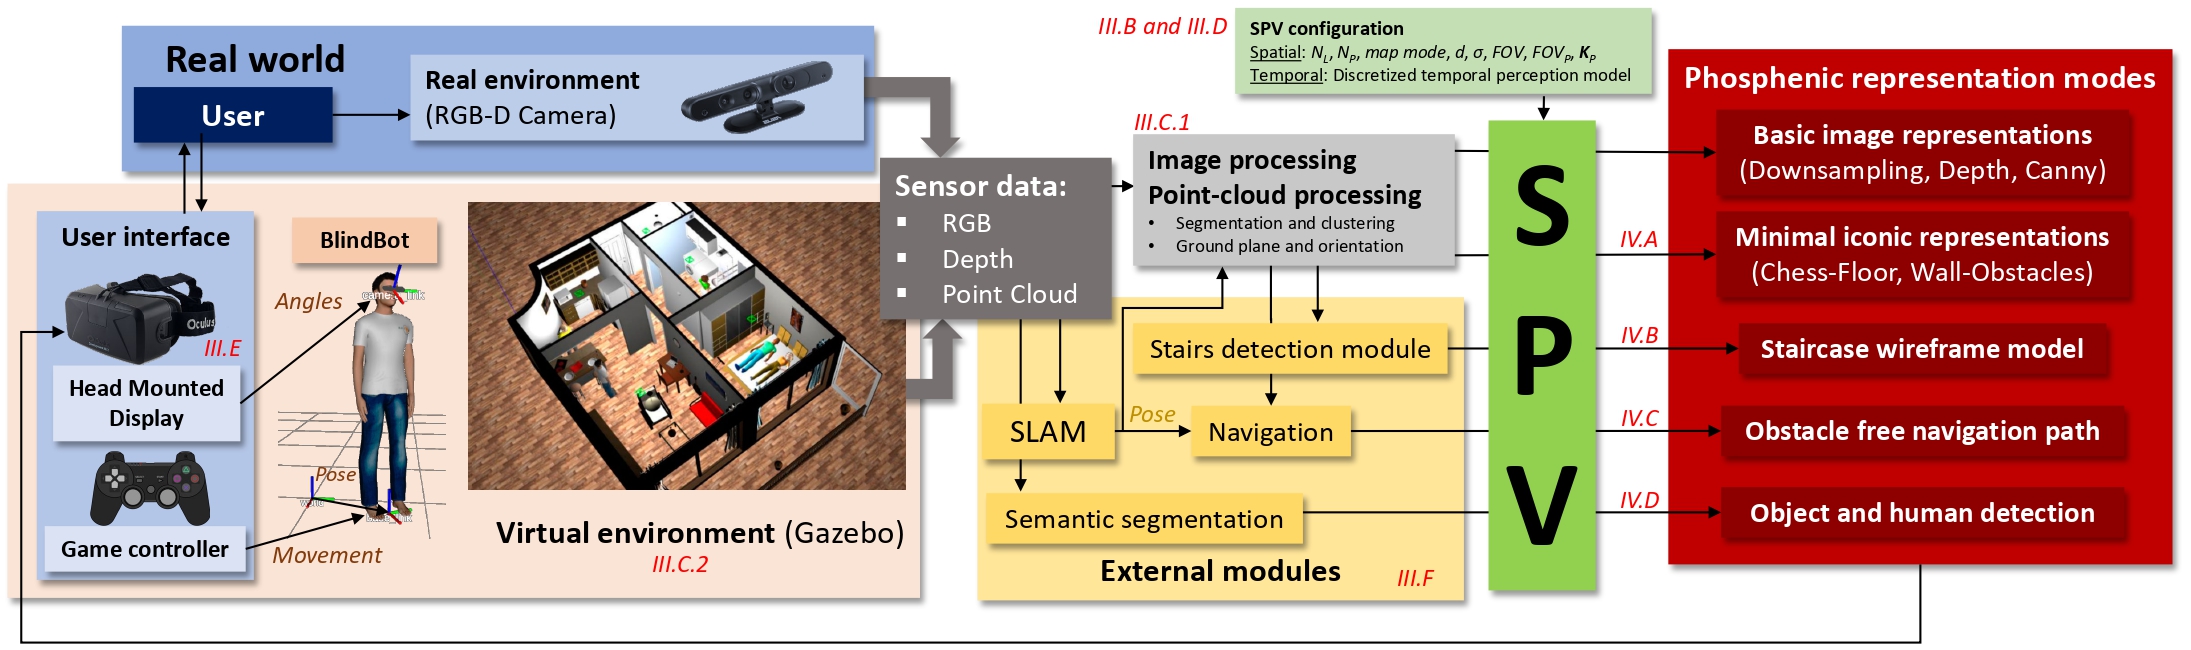 Real world
User
Real environment
(RGB-D Camera)
User interface
Oculus
III.E
Head Mounted
Display
Game controller
BlindBot
Angles
Pose
Movement
Virtual environment (Gazebo)
III.C.2
Sensor data:
▪ RGB
▪ Depth
▪ Point Cloud
III.B and III.D
SPV configuration
Spatial: N_L, N_P, map mode, d, σ, FOV, FOV_P, K_P
Temporal: Discretized temporal perception model
III.C.1
Image processing
Point-cloud processing
• Segmentation and clustering
• Ground plane and orientation
Stairs detection module
SLAM
Pose
Navigation
Semantic segmentation
External modules
III.F
S
P
V
Phosphenic representation modes
Basic image representations
(Downsampling, Depth, Canny)
IV.A
Minimal iconic representations
(Chess-Floor, Wall-Obstacles)
IV.B
Staircase wireframe model
IV.C
Obstacle free navigation path
IV.D
Object and human detection